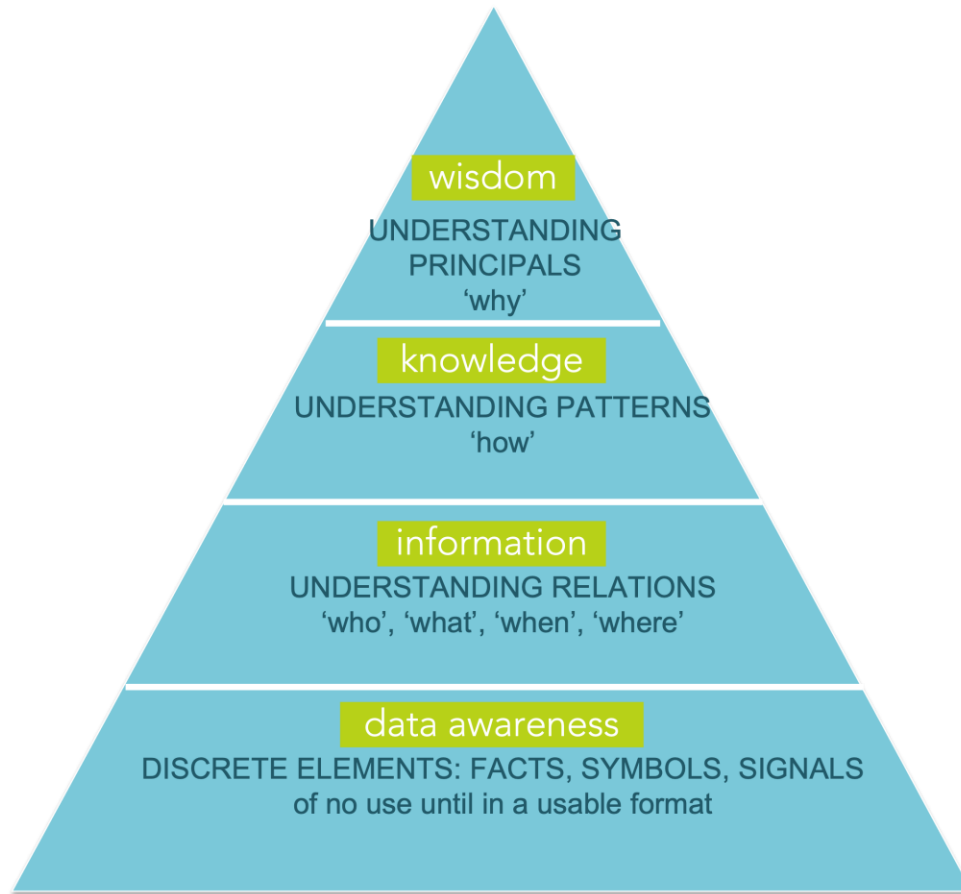 wisdom
UNDERSTANDING
PRINCIPALS
‘why’
knowledge
UNDERSTANDING PATTERNS
‘how’
information
UNDERSTANDING RELATIONS
‘who’, ‘what’, ‘when’, ‘where’
data awareness
DISCRETE ELEMENTS: FACTS, SYMBOLS, SIGNALS
of no use until in a usable format